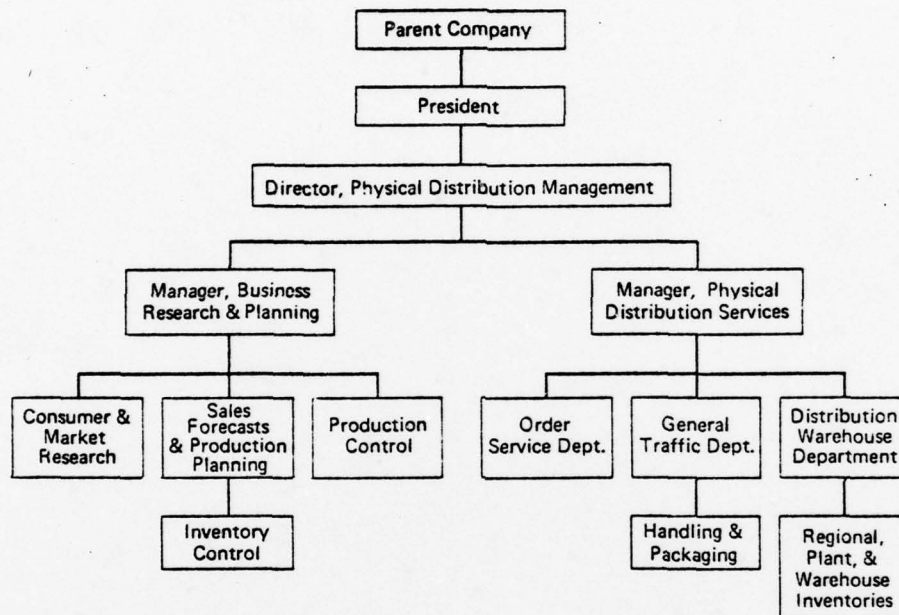 Parent Company
President
Director, Physical Distribution Management
Manager, Business
Research & Planning
Manager, Physical
Distribution Services
Consumer &
Market
Research
Sales
Forecasts
& Production
Planning
Production
Control
Order
Service Dept.
General
Traffic Dept.
Distribution
Warehouse
Department
Inventory
Control
Handling &
Packaging
Regional,
Plant, &
Warehouse
Inventories